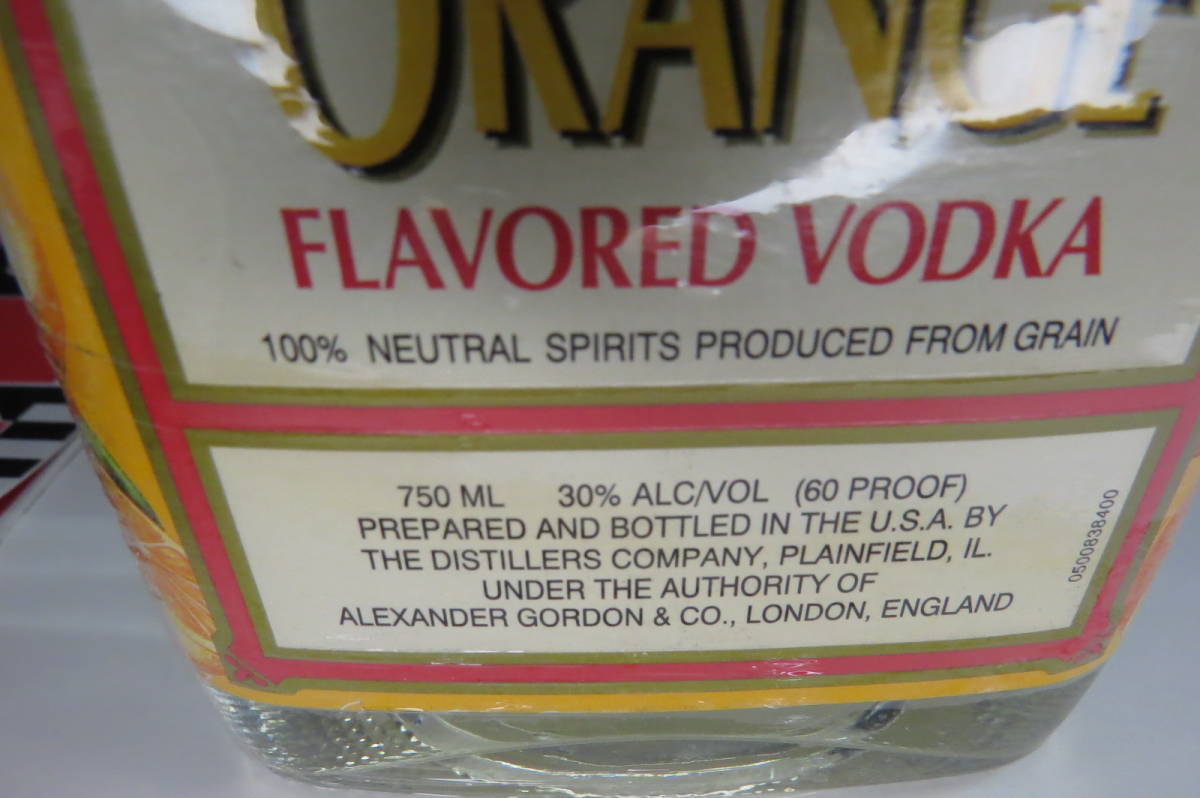 ORANGE
FLAVORED VODKA
100% NEUTRAL SPIRITS PRODUCED FROM GRAIN
750 ML 30% ALC/VOL (60 PROOF)
PREPARED AND BOTTLED IN THE U.S.A. BY
THE DISTILLERS COMPANY, PLAINFIELD, IL.
UNDER THE AUTHORITY OF
ALEXANDER GORDON & CO., LONDON, ENGLAND
0500838400